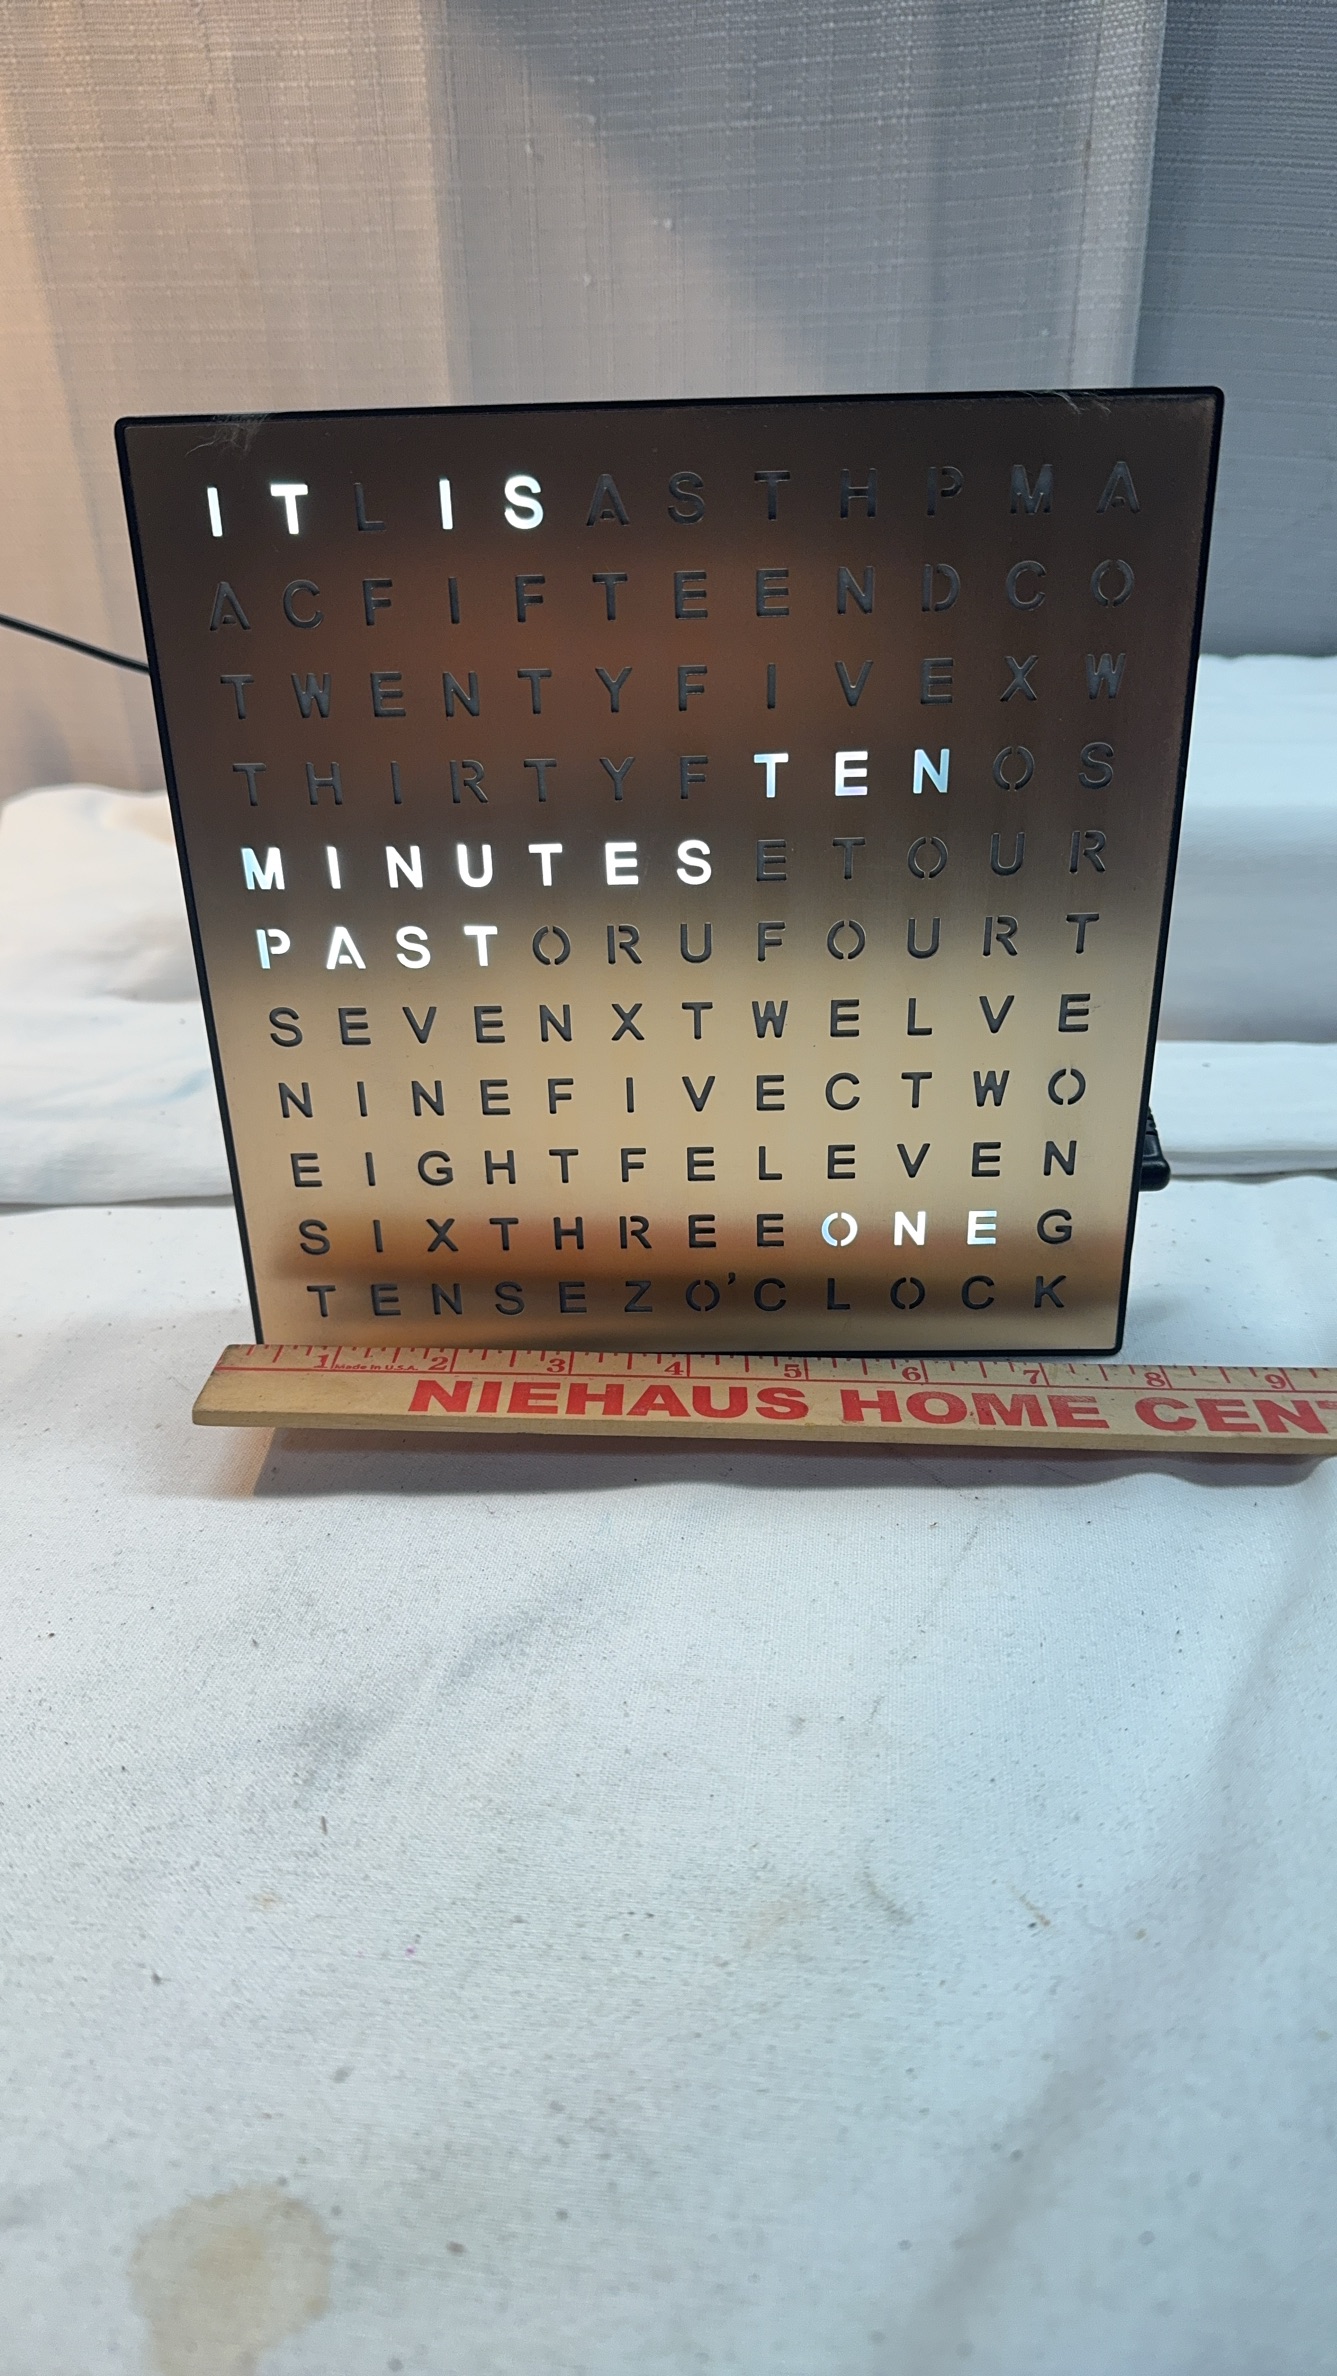 ITLISASTHPMA
ACFIFTEENDCO
TWENTYFIVEXW
THIRTYFTENOS
MINUTESETOUR
PASTORUFOURT
SEVENXTWELVE
NINEFIVECTWO
EIGHTFELEVEN
SIXTHREEONEG
TENSEZO'CLOCK
1 Made in U.S.A. 2 3 4 5 6 7 8 9
NIEHAUS HOME CENT